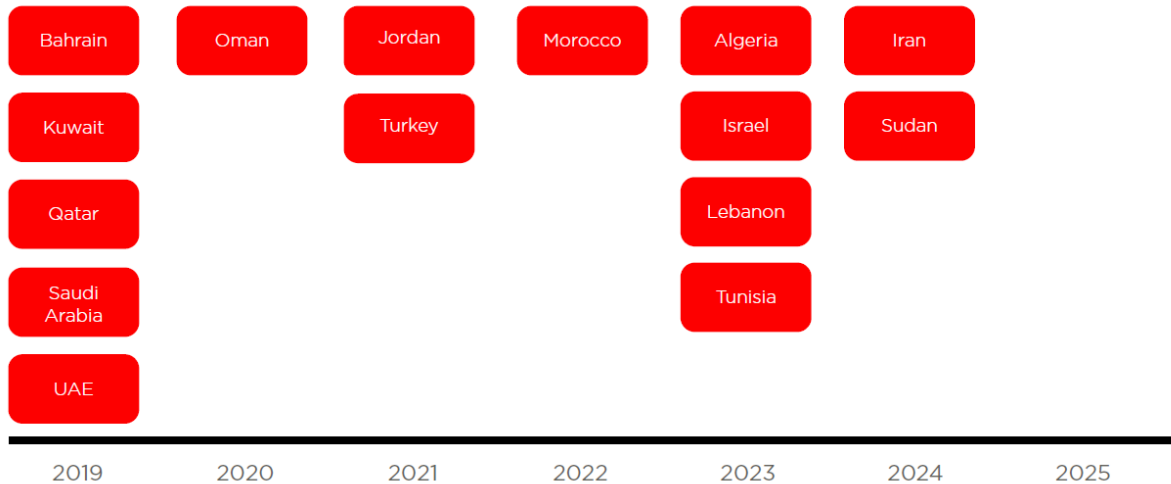 Bahrain
Oman
Jordan
Morocco
Algeria
Iran
Kuwait
Turkey
Israel
Sudan
Qatar
Lebanon
Saudi
Arabia
Tunisia
UAE
2019
2020
2021
2022
2023
2024
2025